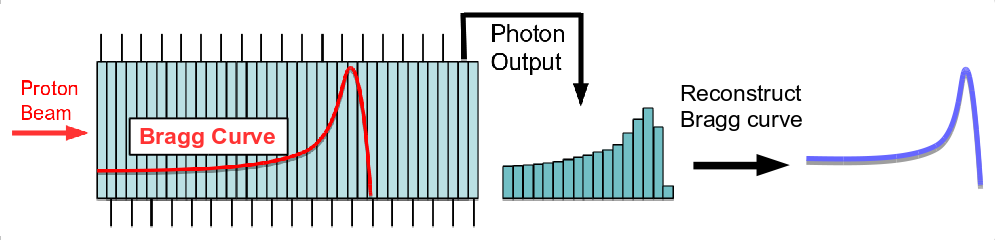 Proton
Beam
Bragg Curve
Photon
Output
Reconstruct
Bragg curve